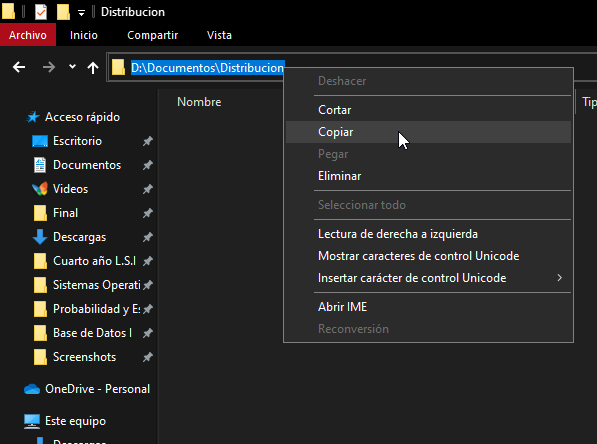 Distribucion
Archivo Inicio Compartir Vista
D:\Documentos\Distribucion
Deshacer
Cortar
Copiar
Pegar
Eliminar
Seleccionar todo
Lectura de derecha a izquierda
Mostrar caracteres de control Unicode
Insertar carácter de control Unicode
Abrir IME
Reconversión
Nombre
Tip
Acceso rápido
Escritorio
Documentos
Videos
Final
Descargas
Cuarto año L.S.I
Sistemas Operati
Probabilidad y Es
Base de Datos I
Screenshots
OneDrive - Personal
Este equipo
Descargas